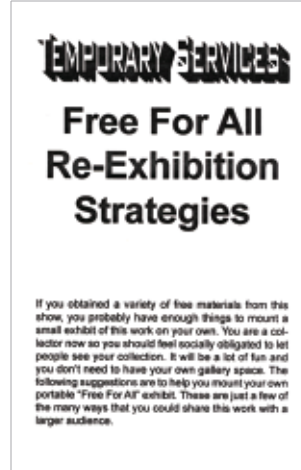 TEMPORARY SERVICES
Free For All
Re-Exhibition
Strategies
If you obtained a variety of free materials from this
show, you probably have enough things to mount a
small exhibit of this work on your own. You are a col-
lector now so you should feel socially obligated to let
people see your collection. It will be a lot of fun and
you don't need to have your own gallery space. The
following suggestions are to help you mount your own
portable "Free For All" exhibit. These are just a few of
the many ways that you could share this work with a
larger audience.